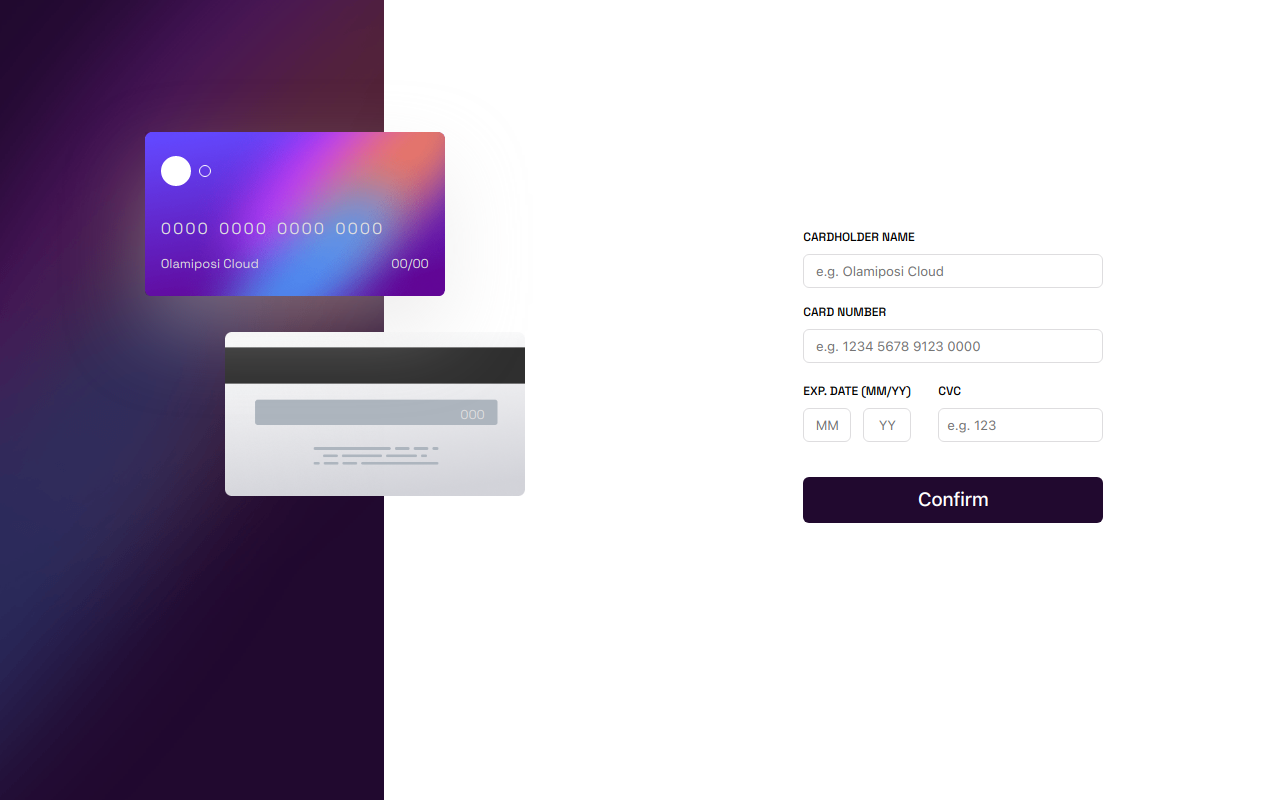 0000 0000 0000 0000
Olamiposi Cloud 00/00
000
CARDHOLDER NAME
e.g. Olamiposi Cloud
CARD NUMBER
e.g. 1234 5678 9123 0000
EXP. DATE (MM/YY) CVC
MM YY e.g. 123
Confirm